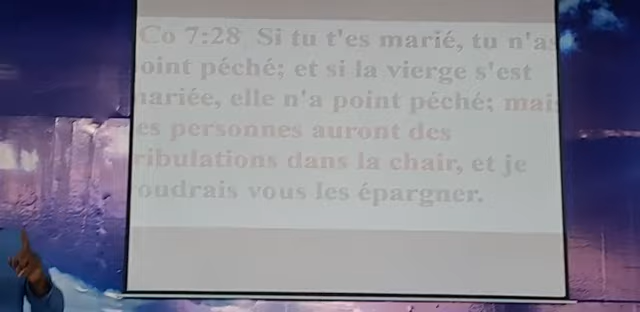 Co 7:28 Si tu t'es marié, tu n'as
oint péché; et si la vierge s'est
nariée, elle n'a point péché; mai
es personnes auront des
ribulations dans la chair, et je
oudrais vous les épargner.